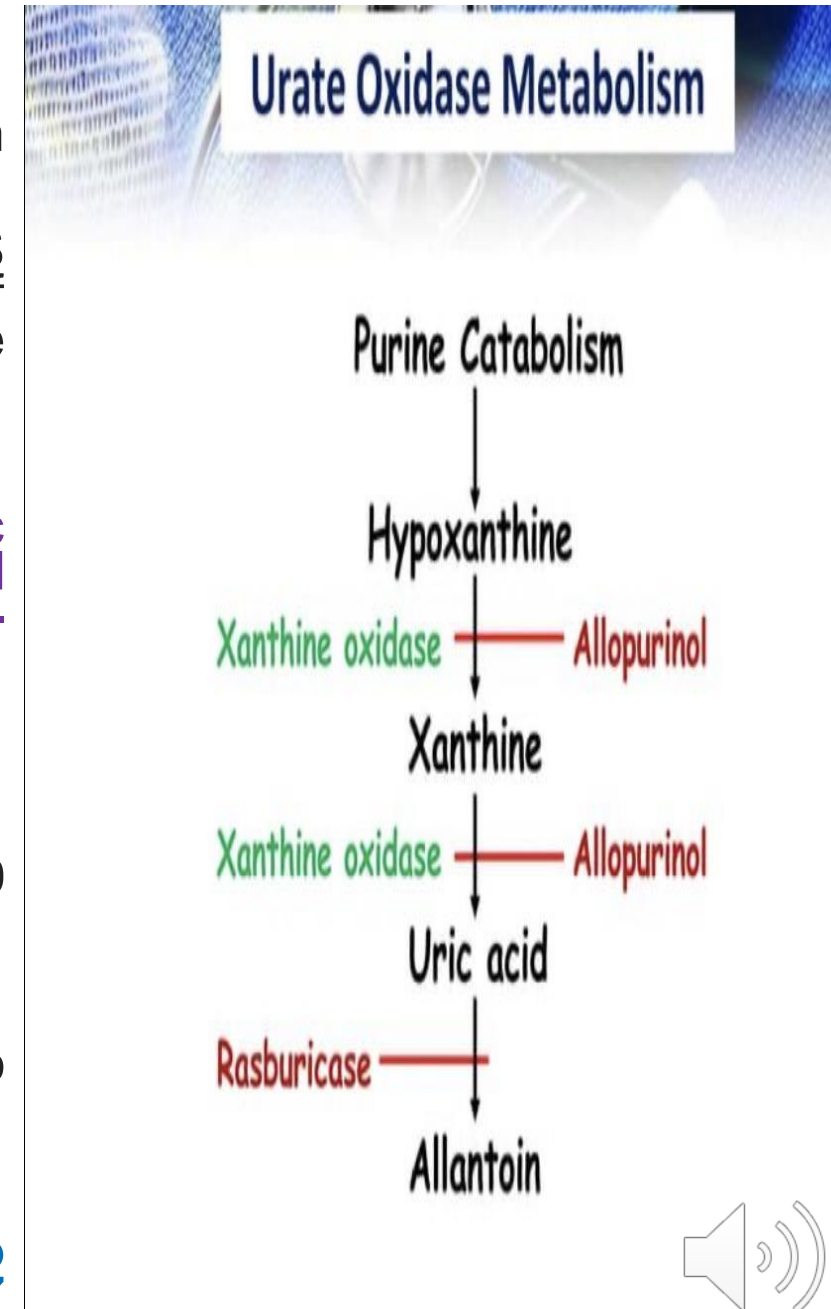 Urate Oxidase Metabolism
Purine Catabolism
Hypoxanthine
Xanthine oxidase Allopurinol
Xanthine
Xanthine oxidase Allopurinol
Uric acid
Rasburicase
Allantoin